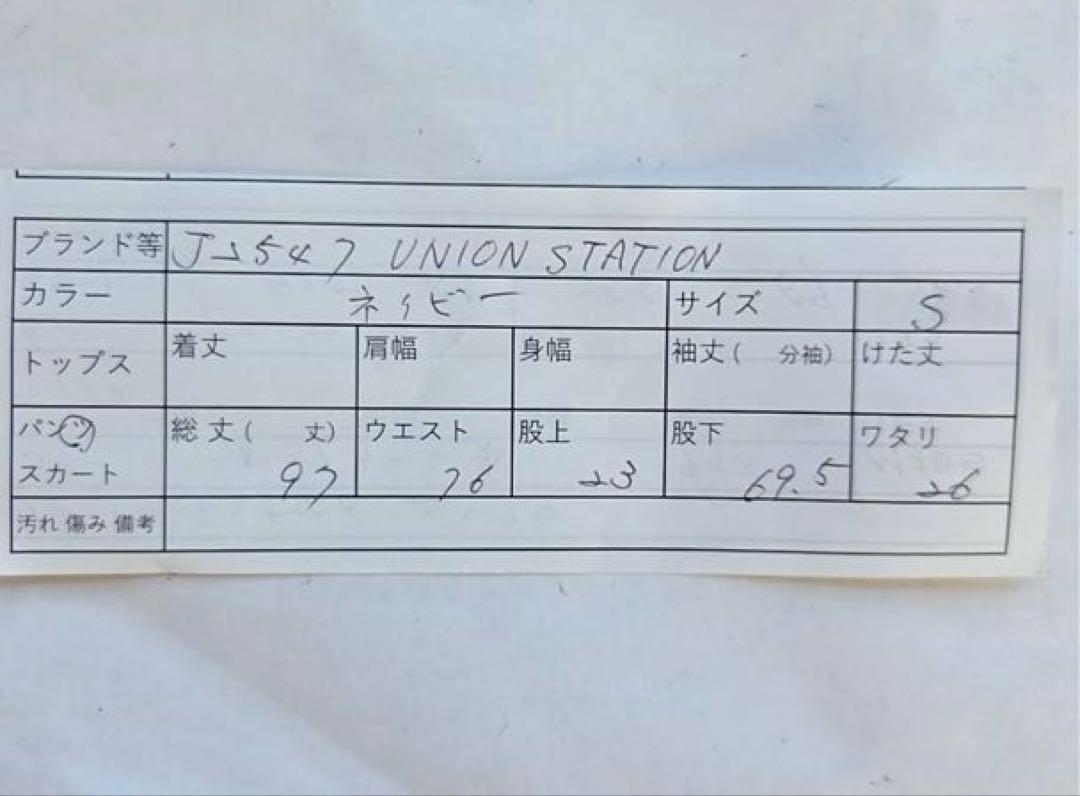 ブランド等 J2547 UNION STATION
カラー ネイビー サイズ S
トップス 着丈 肩幅 身幅 袖丈( 分袖) けた丈
パンツ 総丈( 丈) ウエスト 股上 股下 ワタリ
スカート 97 76 23 69.5 26
汚れ 傷み 備考